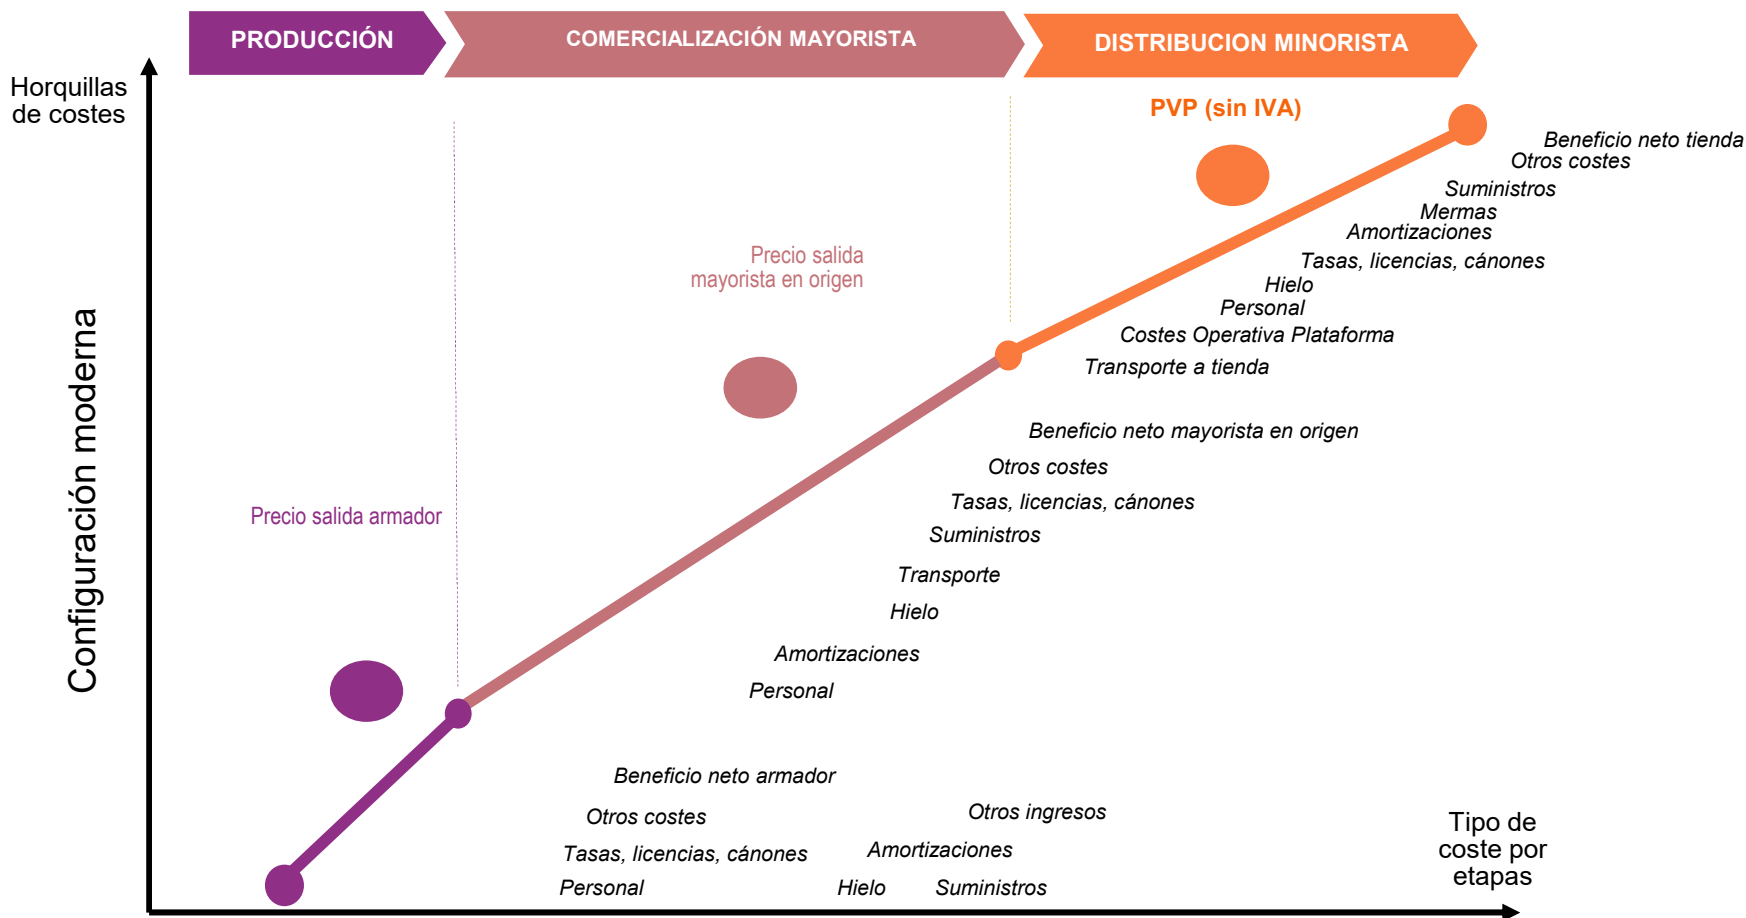 PRODUCCIÓN
COMERCIALIZACIÓN MAYORISTA
DISTRIBUCION MINORISTA
Horquillas
de costes
PVP (sin IVA)
Beneficio neto tienda
Otros costes
Suministros
Mermas
Amortizaciones
Tasas, licencias, cánones
Hielo
Personal
Costes Operativa Plataforma
Transporte a tienda
Precio salida
mayorista en origen
Configuración moderna
Beneficio neto mayorista en origen
Otros costes
Tasas, licencias, cánones
Suministros
Transporte
Hielo
Amortizaciones
Personal
Precio salida armador
Beneficio neto armador
Otros costes
Otros ingresos
Tasas, licencias, cánones
Amortizaciones
Personal
Hielo
Suministros
Tipo de
coste por
etapas